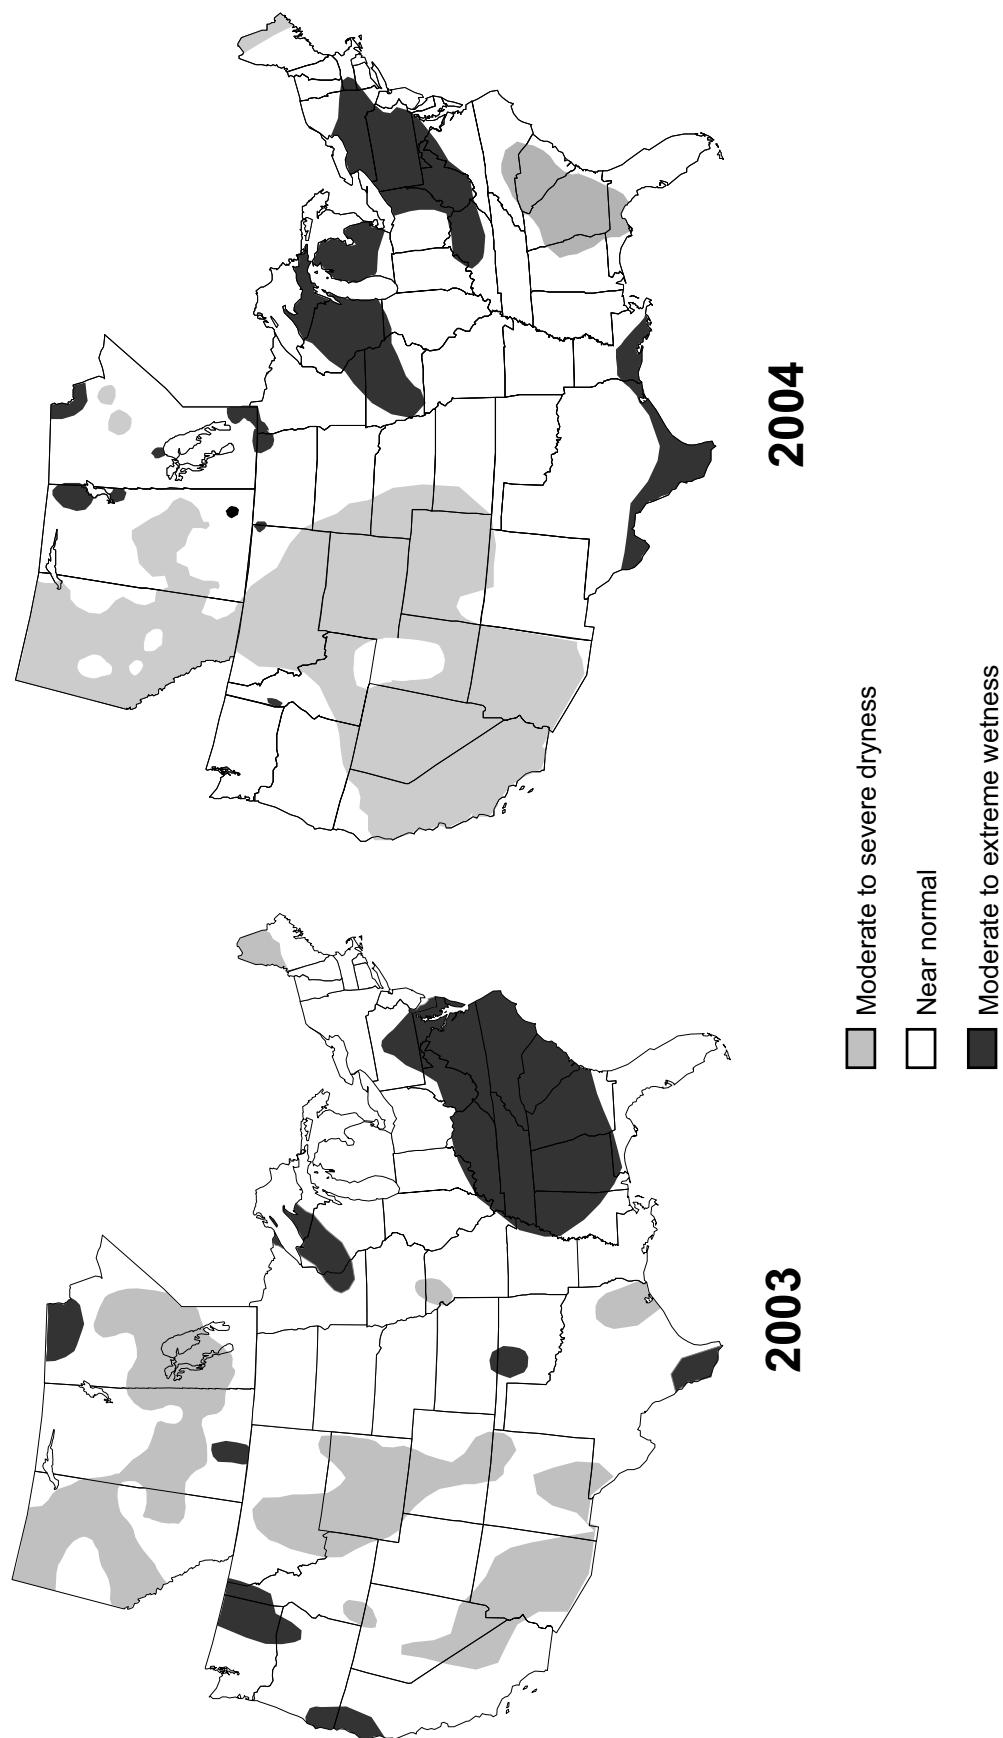 2003
2004
Moderate to severe dryness
Near normal
Moderate to extreme wetness